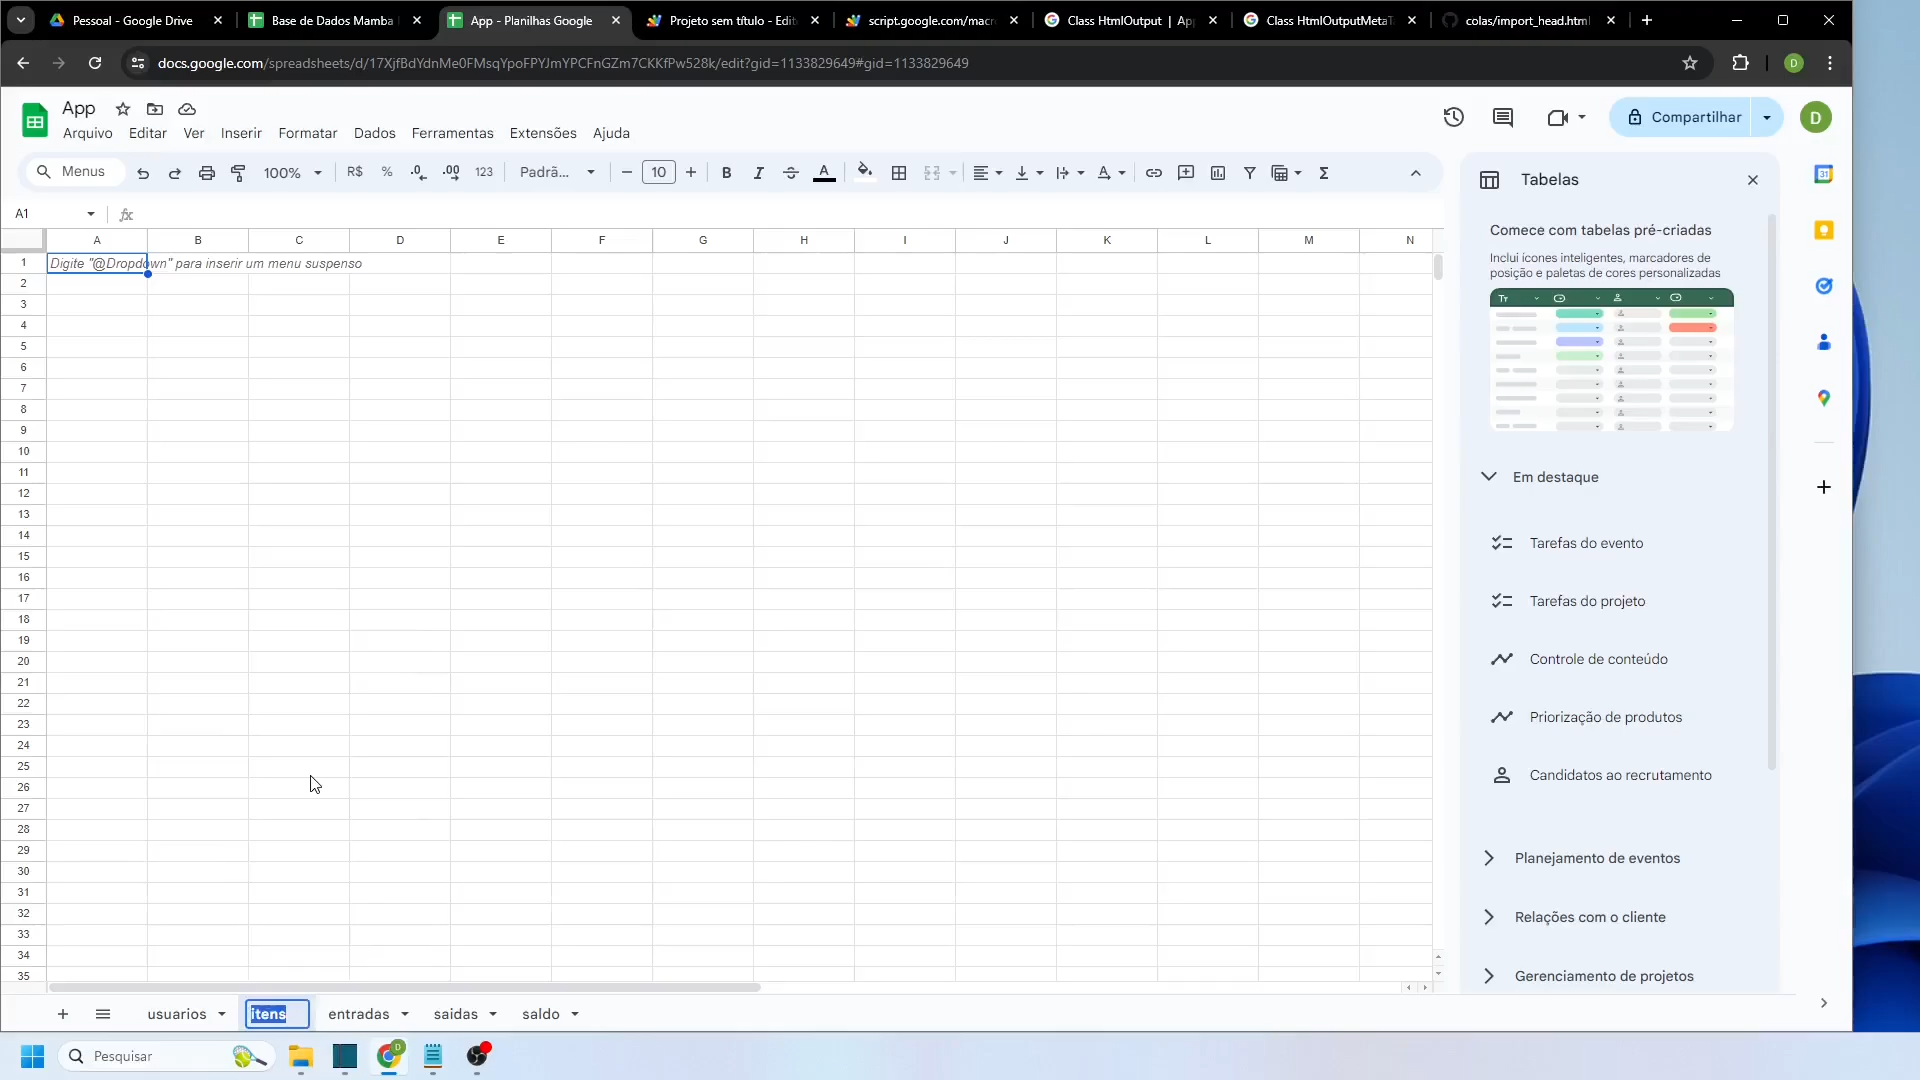 Pessoal - Google Drive
Base de Dados Mamba
App - Planilhas Google
Projeto sem título - Edit
script.google.com/macr
Class HtmlOutput | Ap
Class HtmlOutputMetaT
colas/import_head.html
docs.google.com/spreadsheets/d/17XjfBdYdnMe0FMsqYpoFPYJmYPCFnGZm7CKKfPw528k/edit?gid=1133829649#gid=1133829649
D
App
Arquivo Editar Ver Inserir Formatar Dados Ferramentas Extensões Ajuda
Compartilhar
D
Menus
100%
R$ % .0 .00 123
Padrã...
10
B I S A
A1
fx
A B C D E F G H I J K L M N
1 Digite "@Dropdown" para inserir um menu suspenso
2
3
4
5
6
7
8
9
10
11
12
13
14
15
16
17
18
19
20
21
22
23
24
25
26
27
28
29
30
31
32
33
34
35
Tabelas
Comece com tabelas pré-criadas
Inclui ícones inteligentes, marcadores de
posição e paletas de cores personalizadas
Tт
Em destaque
Tarefas do evento
Tarefas do projeto
Controle de conteúdo
Priorização de produtos
Candidatos ao recrutamento
Planejamento de eventos
Relações com o cliente
Gerenciamento de projetos
31
usuarios itens entradas saidas saldo
Pesquisar
D